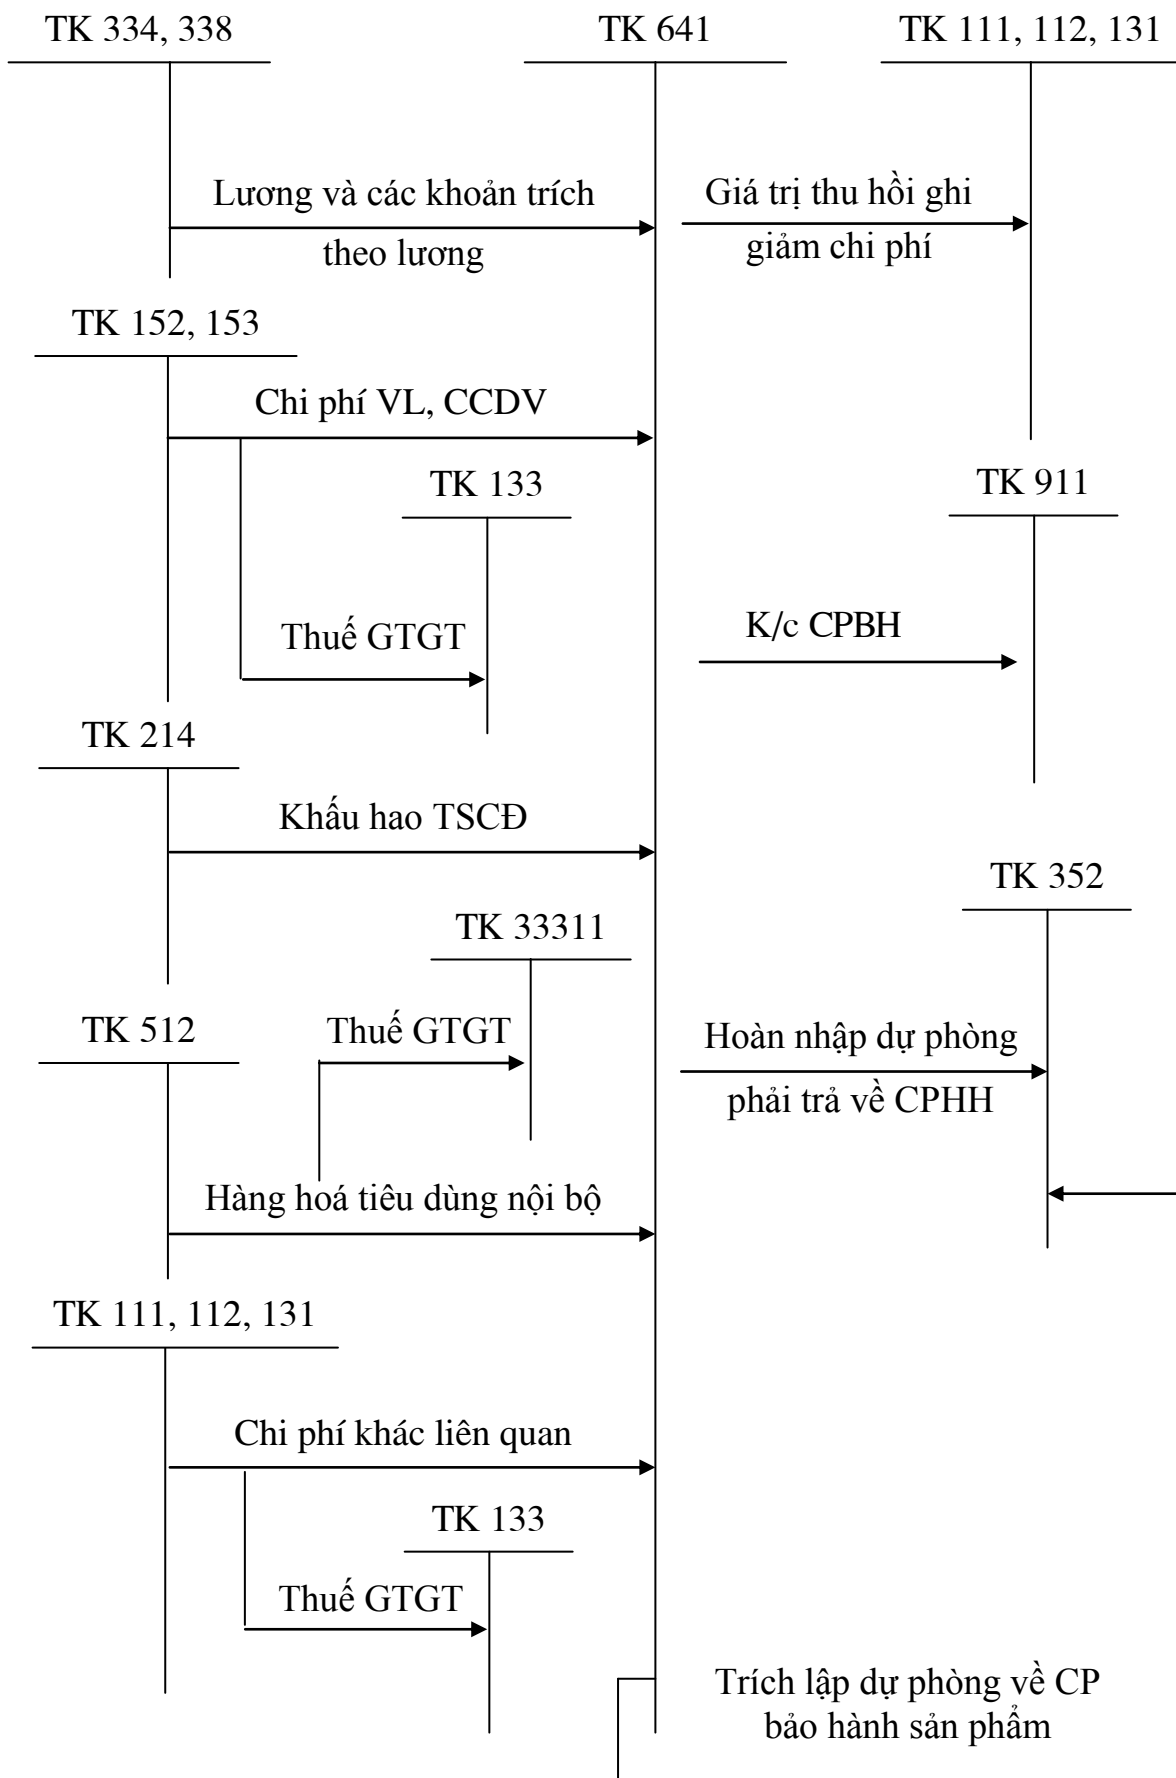 TK 334, 338
TK 641
TK 111, 112, 131
Lương và các khoản trích
theo lương
Giá trị thu hồi ghi
giảm chi phí
TK 152, 153
Chi phí VL, CCDV
TK 133
TK 911
Thuế GTGT
K/c CPBH
TK 214
Khấu hao TSCĐ
TK 352
TK 33311
TK 512
Thuế GTGT
Hoàn nhập dự phòng
phải trả về CPHH
Hàng hoá tiêu dùng nội bộ
TK 111, 112, 131
Chi phí khác liên quan
TK 133
Thuế GTGT
Trích lập dự phòng về CP
bảo hành sản phẩm